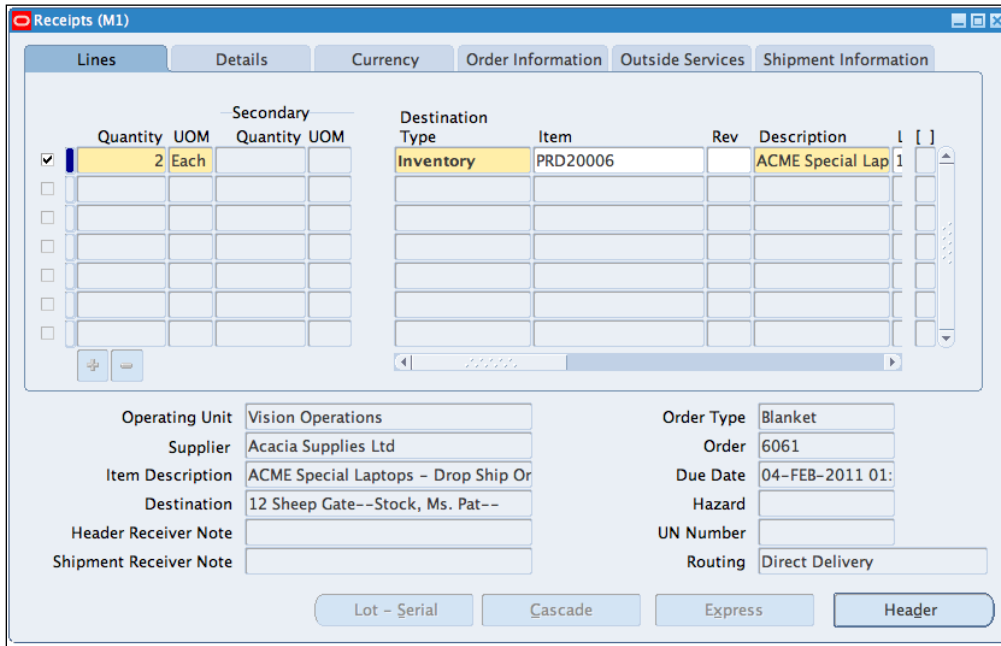 Receipts (M1)
Lines Details Currency Order Information Outside Services Shipment Information
Secondary Destination
Quantity UOM Quantity UOM Type Item Rev Description L [ ]
2 Each Inventory PRD20006 ACME Special Lap 1
Operating Unit Vision Operations Order Type Blanket
Supplier Acacia Supplies Ltd Order 6061
Item Description ACME Special Laptops - Drop Ship Or Due Date 04-FEB-2011 01:
Destination 12 Sheep Gate--Stock, Ms. Pat-- Hazard
Header Receiver Note UN Number
Shipment Receiver Note Routing Direct Delivery
Lot - Serial Cascade Express Header